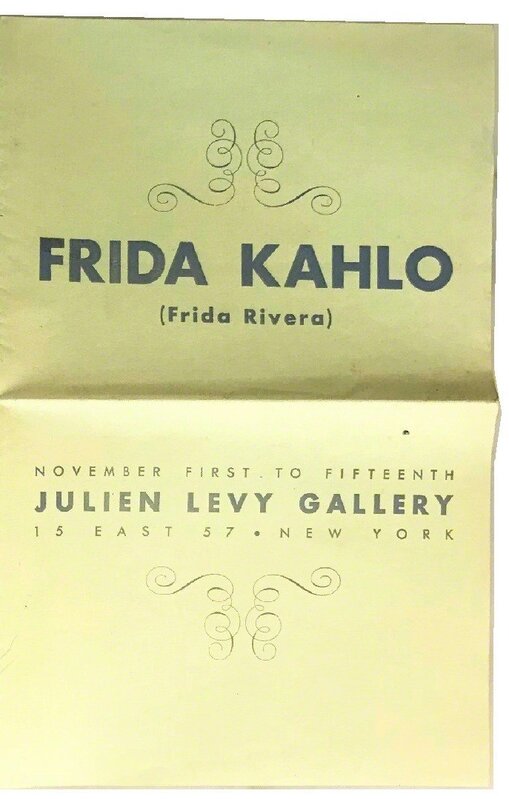 FRIDA KAHLO
(Frida Rivera)
NOVEMBER FIRST TO FIFTEENTH
JULIEN LEVY GALLERY
15 EAST 57 • NEW YORK